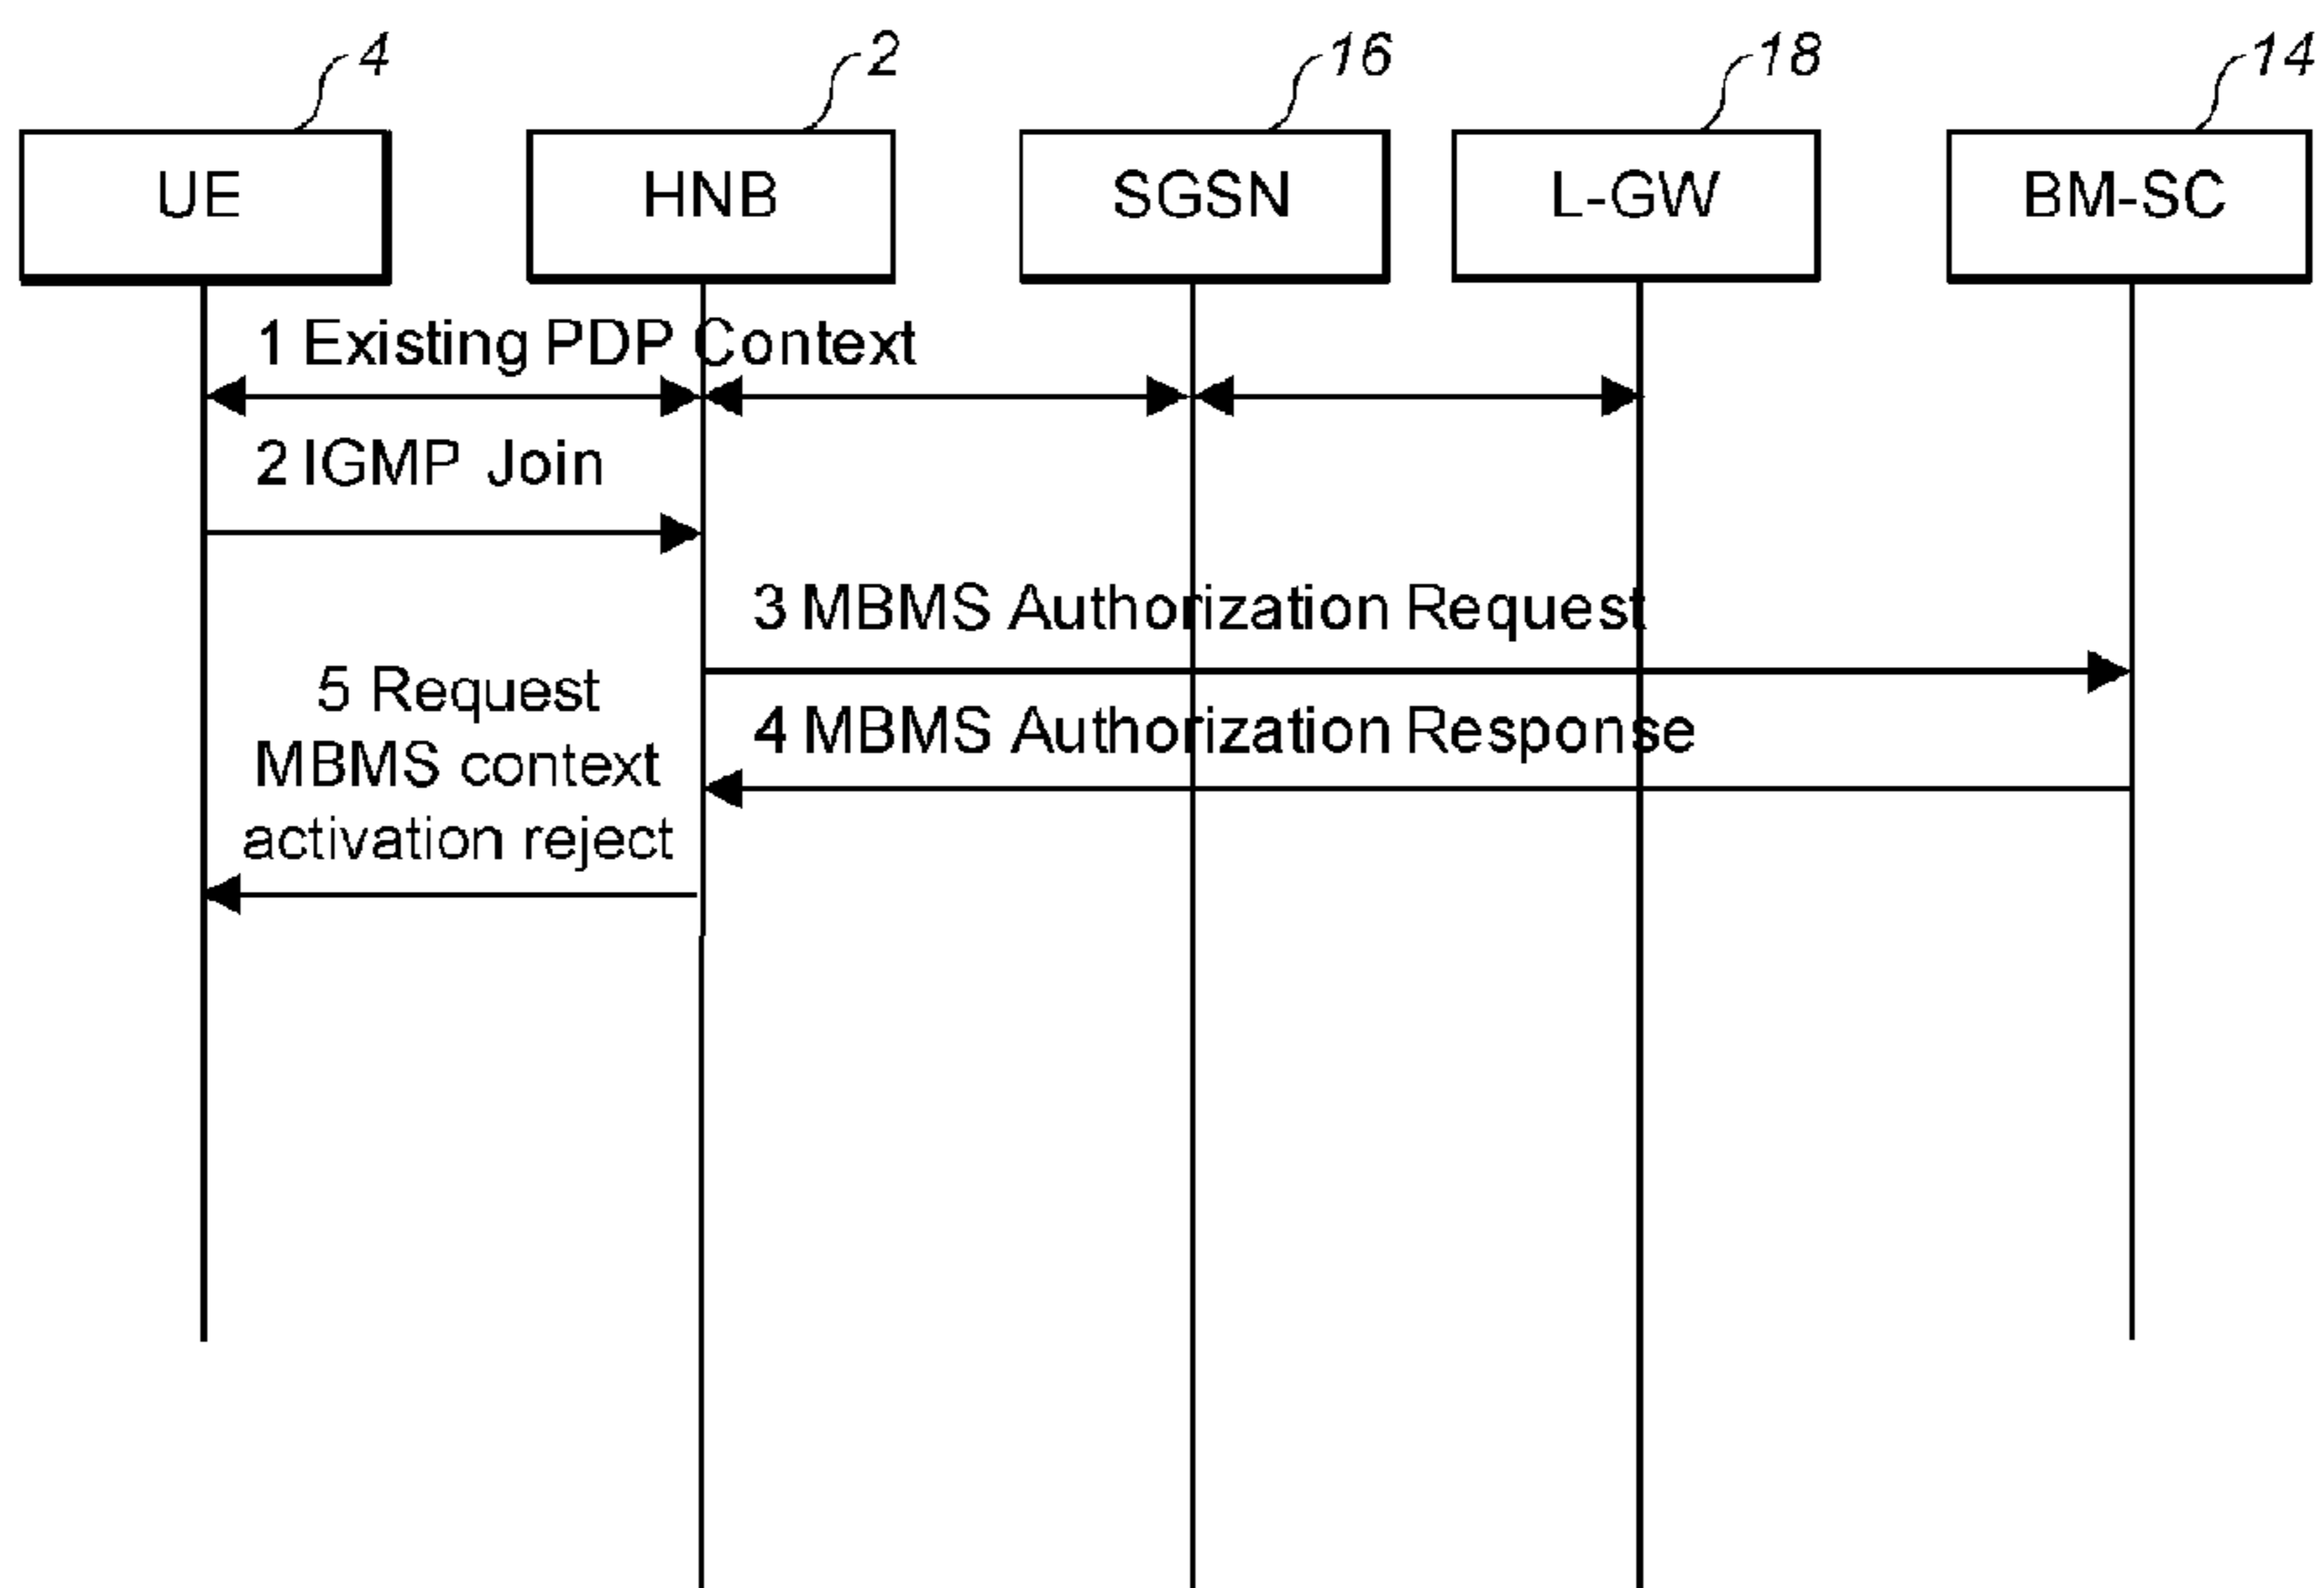 4
2
16
18
14
UE
HNB
SGSN
L-GW
BM-SC
1 Existing PDP Context
2 IGMP Join
3 MBMS Authorization Request
5 Request
MBMS context
activation reject
4 MBMS Authorization Response